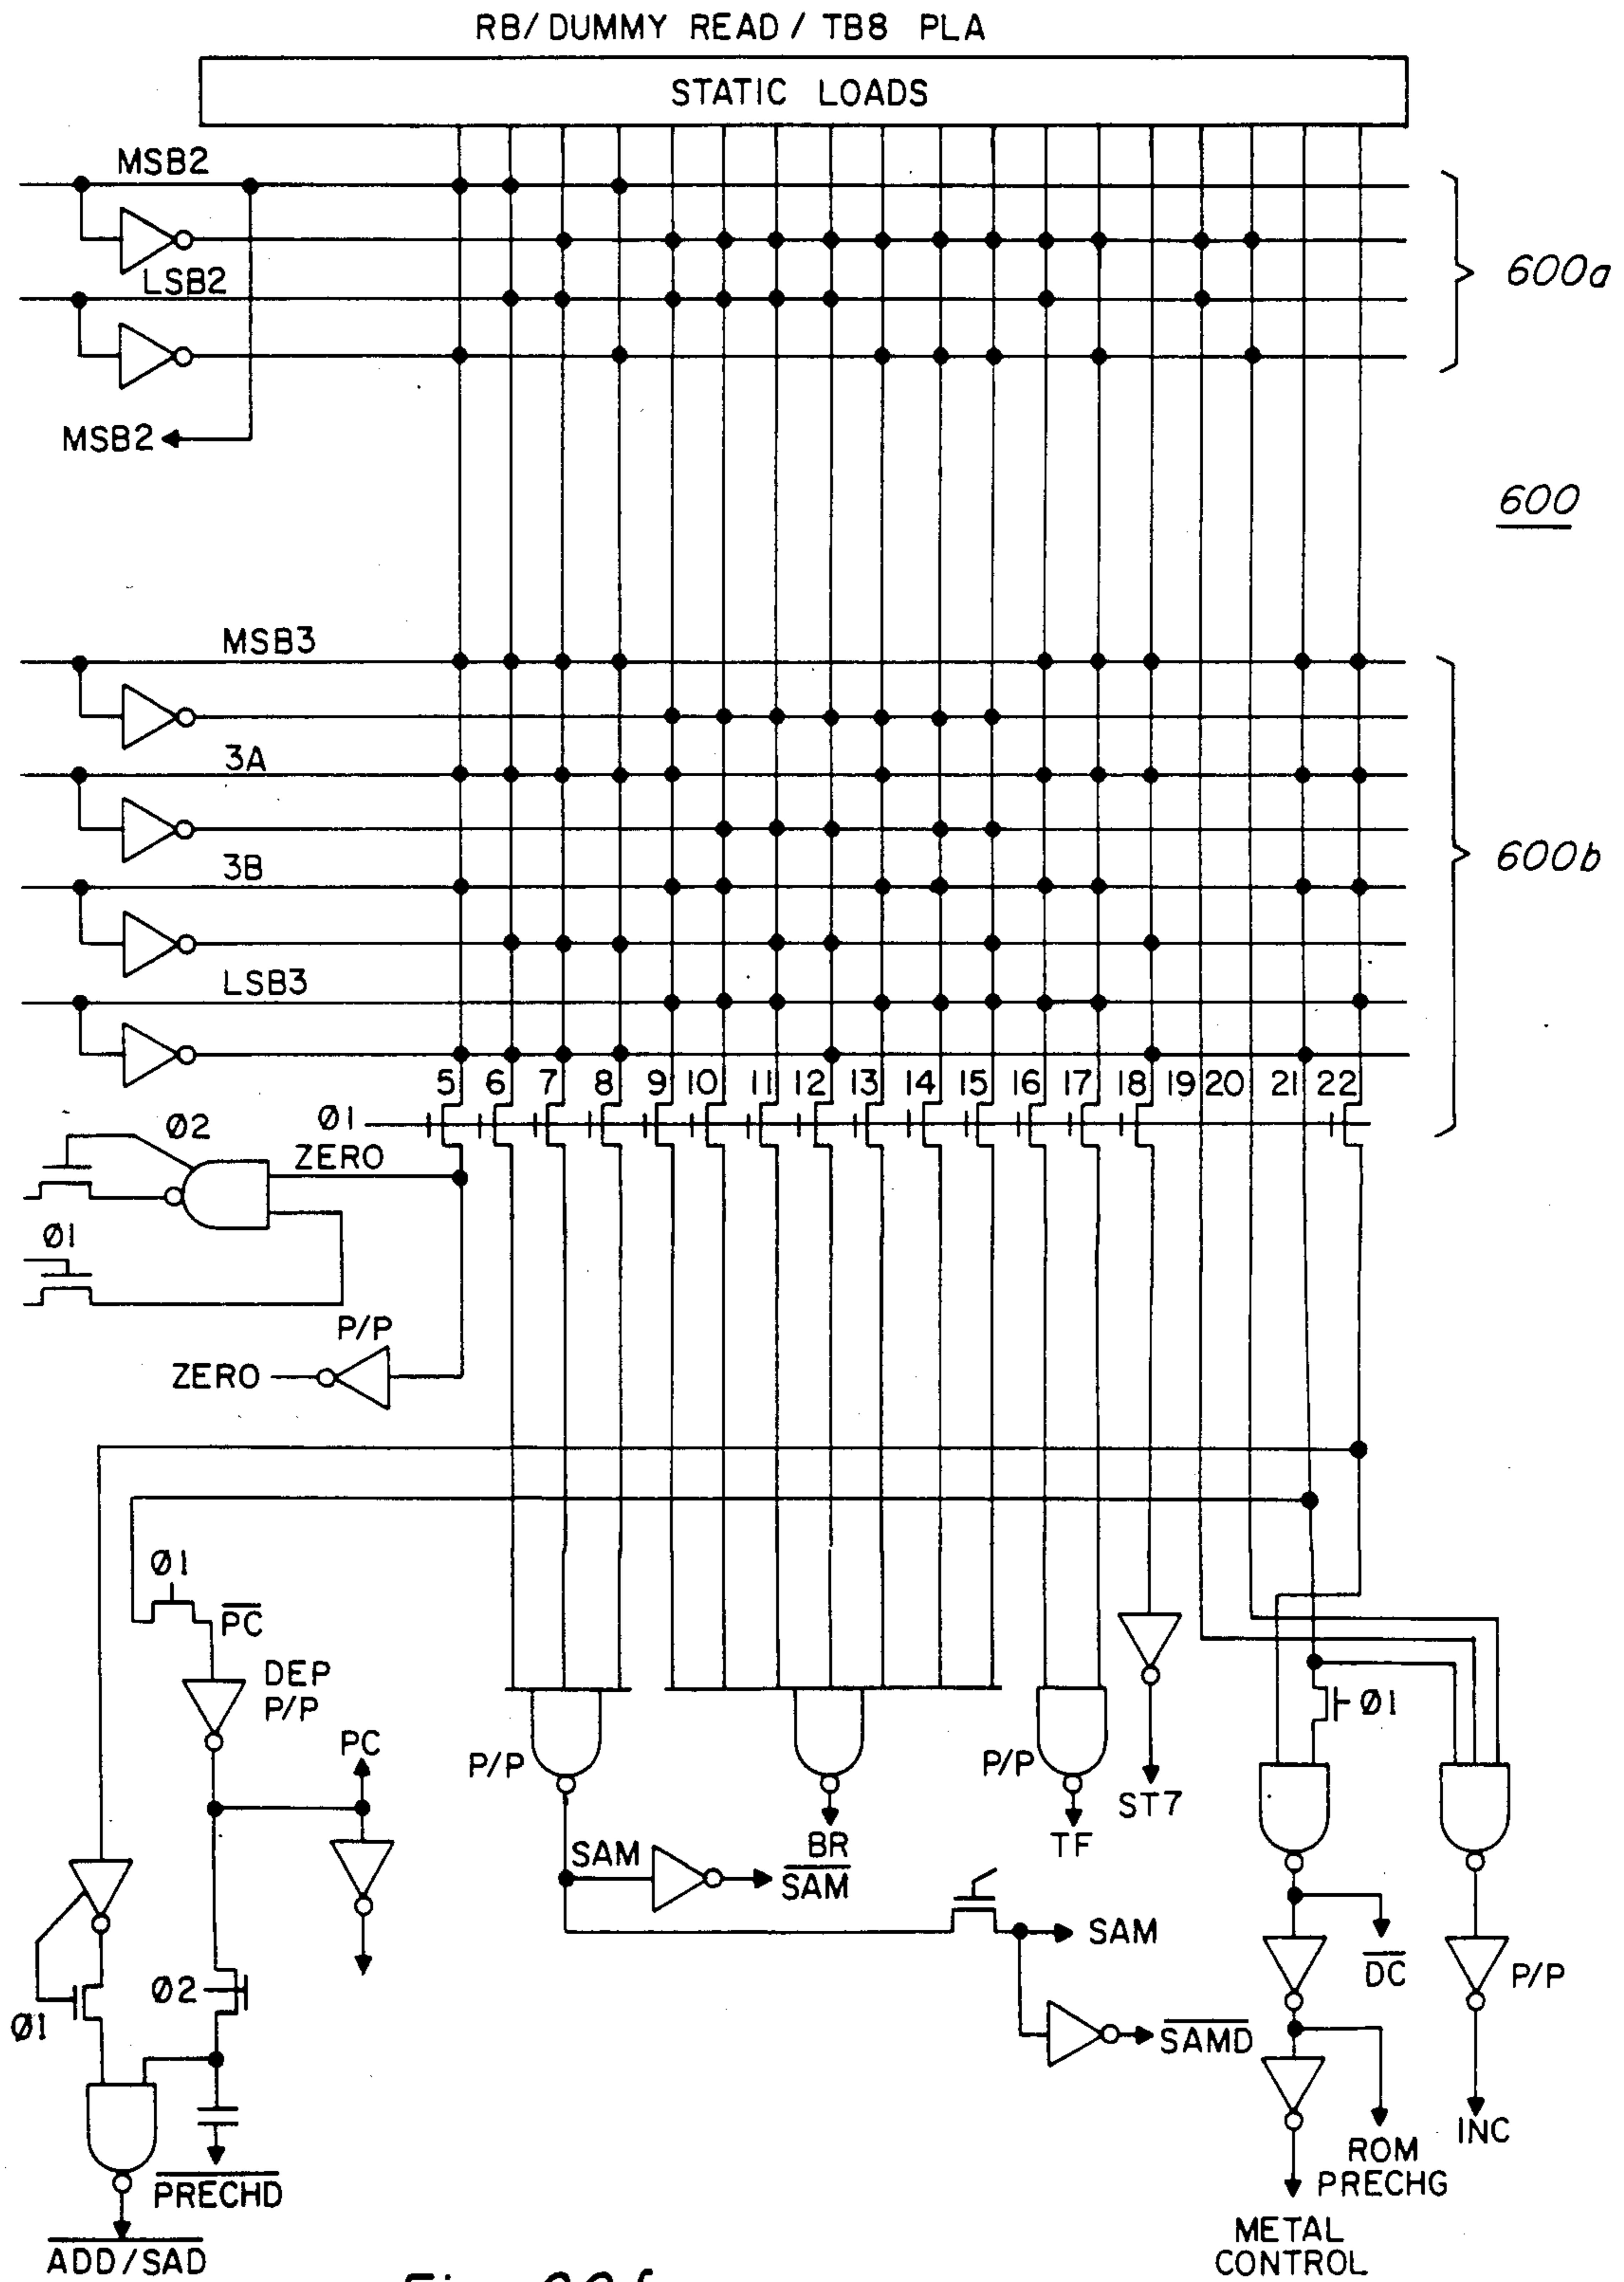 RB/DUMMY READ / TB8 PLA
STATIC LOADS
MSB2
LSB2
600a
MSB2
600
MSB3
3A
3B
600b
LSB3
5 6 7 8 9 10 11 12 13 14 15 16 17 18 19 20 21 22
Ø1
Ø2
ZERO
Ø1
P/P
ZERO
Ø1
PC
DEP
P/P
PC
Ø1
P/P
P/P
ST7
BR
TF
SAM
SAM
SAM
DC
P/P
Ø2
Ø1
SAMD
INC
ROM
PRECHG
PRECHD
METAL
CONTROL
ADD/SAD